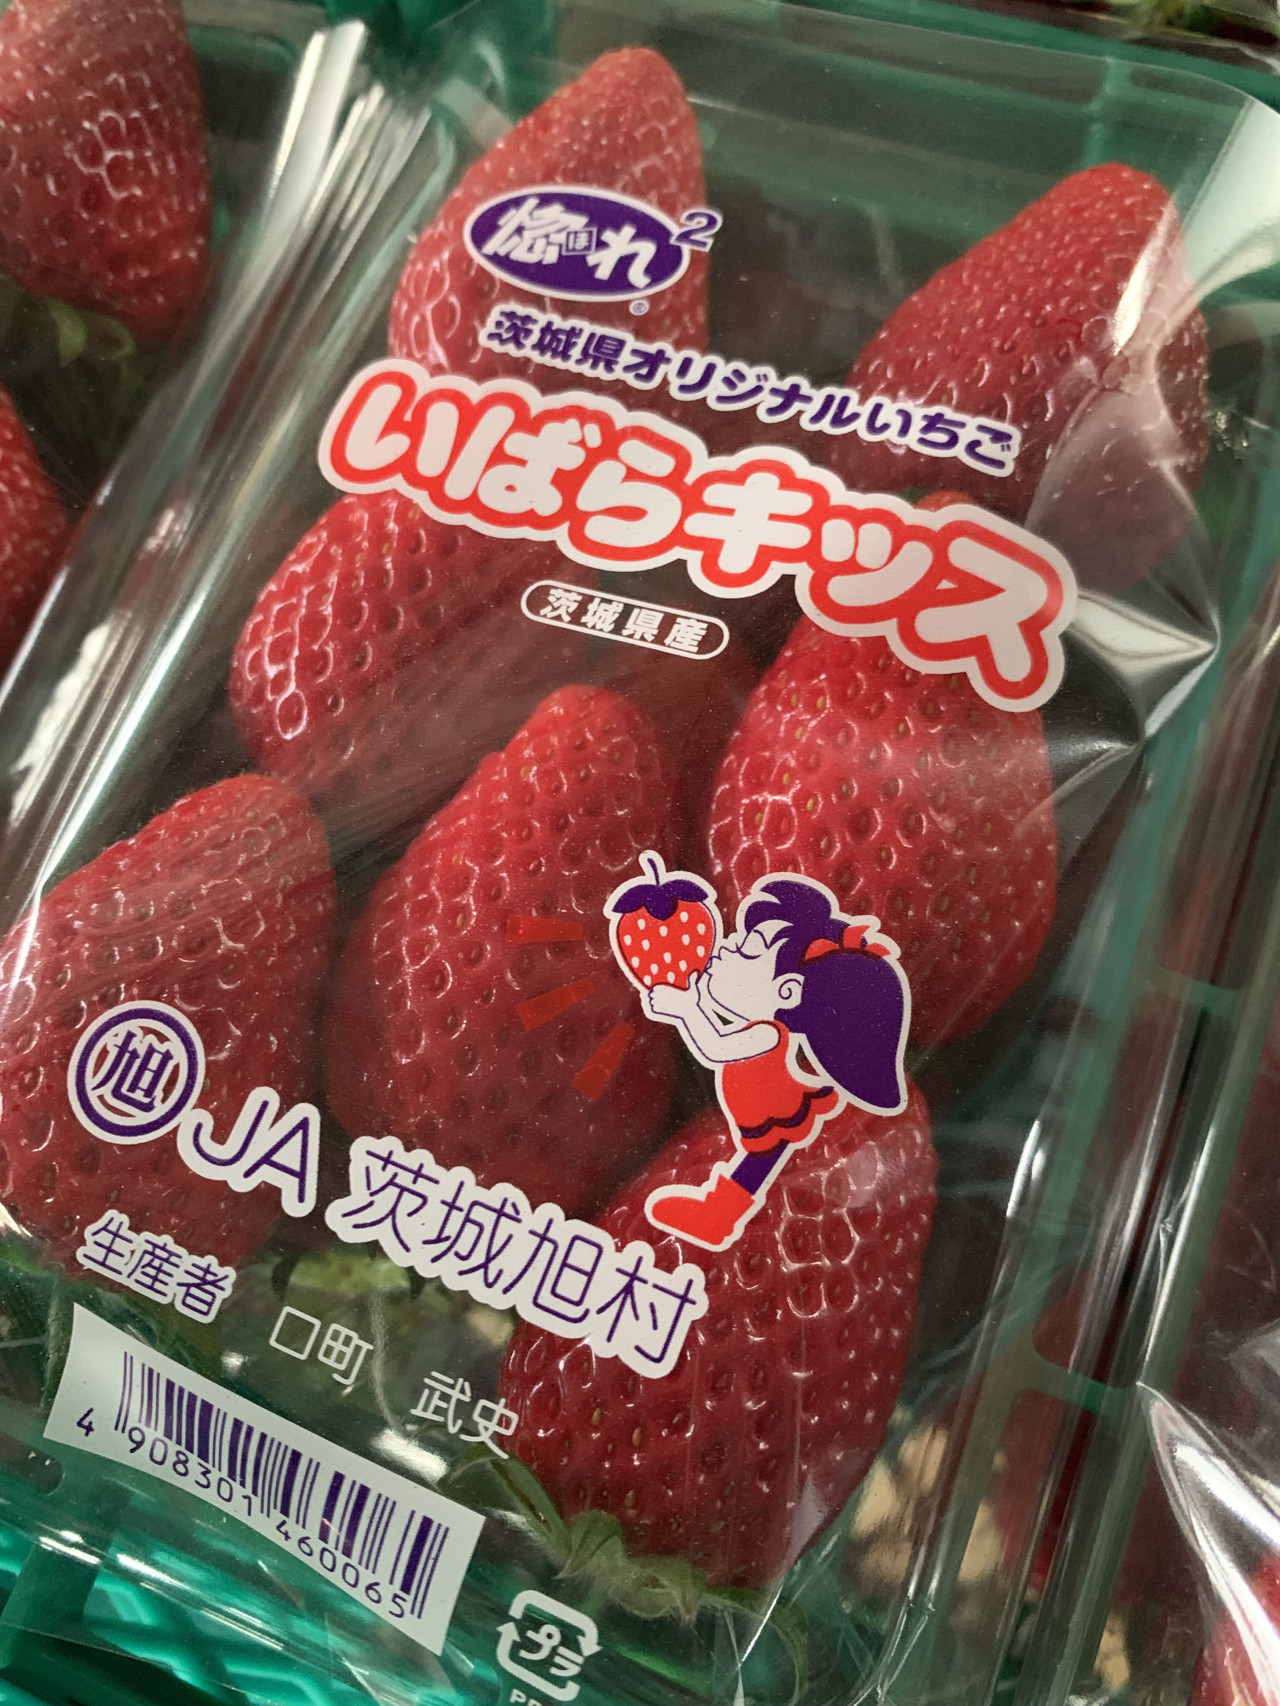 惚ほれ2
®
茨城県オリジナルいちご
いばらキッス
茨城県産
旭 JA 茨城旭村
生産者 口町 武史
4 908301 460065
プラ